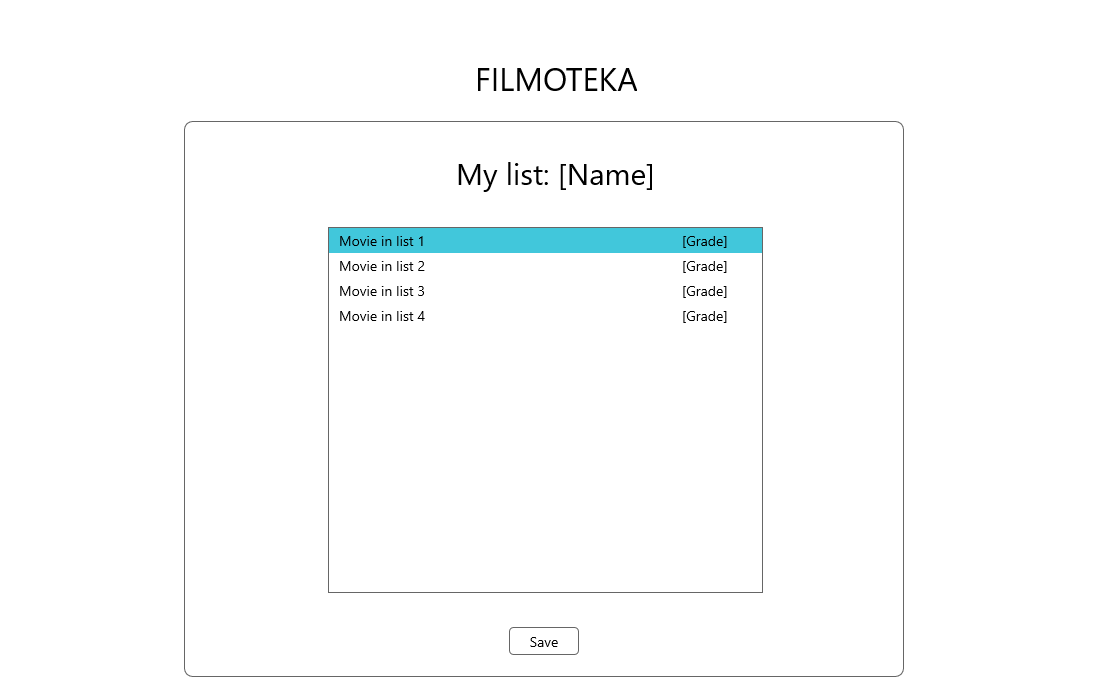 FILMOTEKA
My list: [Name]
Movie in list 1 [Grade]
Movie in list 2 [Grade]
Movie in list 3 [Grade]
Movie in list 4 [Grade]
Save